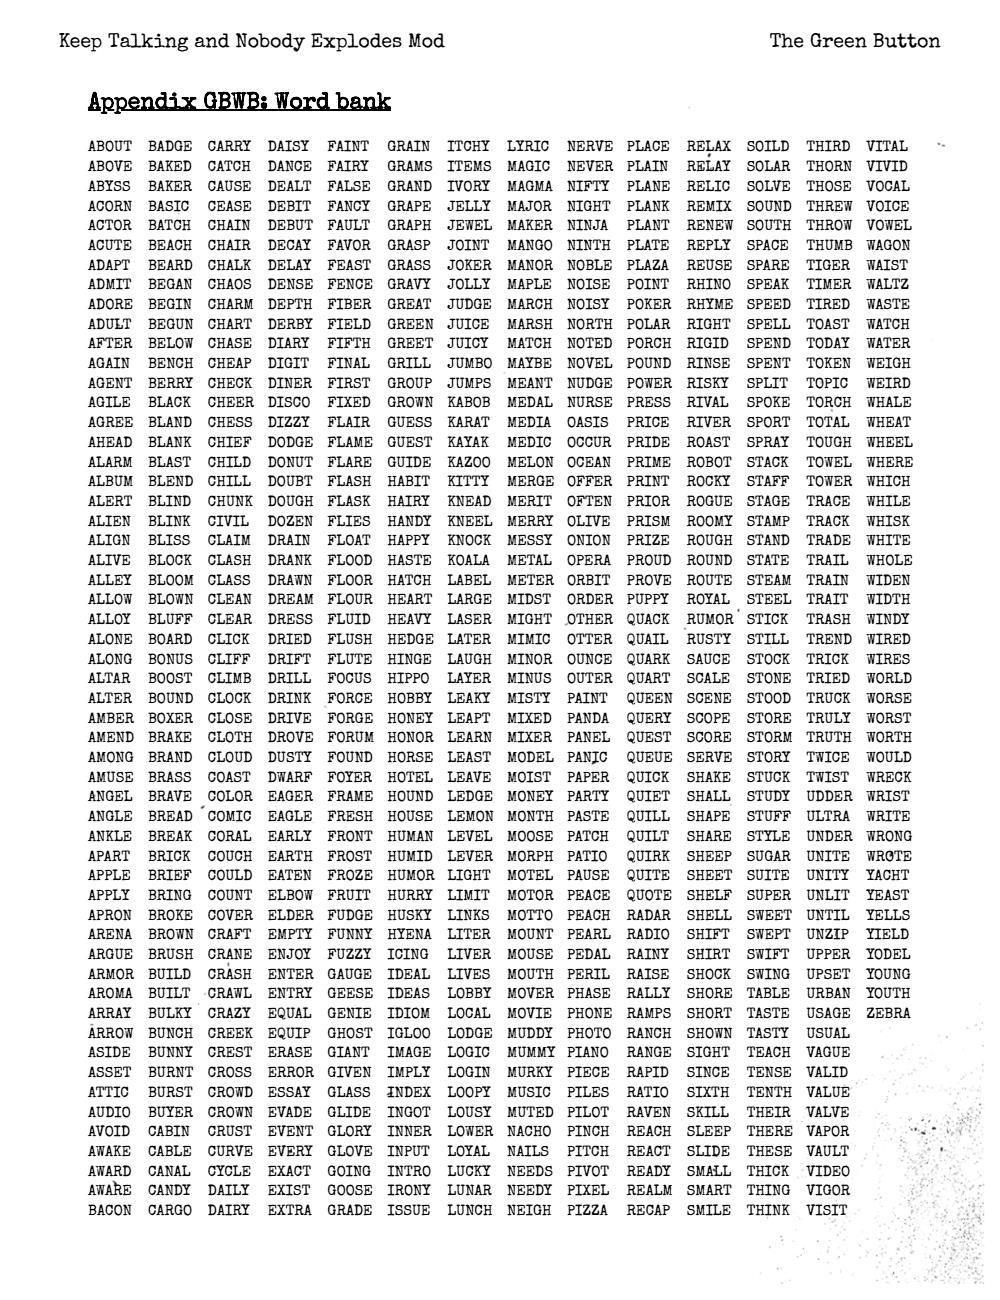 Keep Talking and Nobody Explodes Mod The Green Button
Appendix GBWB: Word bank
ABOUT BADGE CARRY DAISY FAINT GRAIN ITCHY LYRIC NERVE PLACE RELAX SOILD THIRD VITAL
ABOVE BAKED CATCH DANCE FAIRY GRAMS ITEMS MAGIC NEVER PLAIN RELAY SOLAR THORN VIVID
ABYSS BAKER CAUSE DEALT FALSE GRAND IVORY MAGMA NIFTY PLANE RELIC SOLVE THOSE VOCAL
ACORN BASIC CEASE DEBIT FANCY GRAPE JELLY MAJOR NIGHT PLANK REMIX SOUND THREW VOICE
ACTOR BATCH CHAIN DEBUT FAULT GRAPH JEWEL MAKER NINJA PLANT RENEW SOUTH THROW VOWEL
ACUTE BEACH CHAIR DECAY FAVOR GRASP JOINT MANGO NINTH PLATE REPLY SPACE THUMB WAGON
ADAPT BEARD CHALK DELAY FEAST GRASS JOKER MANOR NOBLE PLAZA REUSE SPARE TIGER WAIST
ADMIT BEGAN CHAOS DENSE FENCE GRAVY JOLLY MAPLE NOISE POINT RHINO SPEAK TIMER WALTZ
ADORE BEGIN CHARM DEPTH FIBER GREAT JUDGE MARCH NOISY POKER RHYME SPEED TIRED WASTE
ADULT BEGUN CHART DERBY FIELD GREEN JUICE MARSH NORTH POLAR RIGHT SPELL TOAST WATCH
AFTER BELOW CHASE DIARY FIFTH GREET JUICY MATCH NOTED PORCH RIGID SPEND TODAY WATER
AGAIN BENCH CHEAP DIGIT FINAL GRILL JUMBO MAYBE NOVEL POUND RINSE SPENT TOKEN WEIGH
AGENT BERRY CHECK DINER FIRST GROUP JUMPS MEANT NUDGE POWER RISKY SPLIT TOPIC WEIRD
AGILE BLACK CHEER DISCO FIXED GROWN KABOB MEDAL NURSE PRESS RIVAL SPOKE TORCH WHALE
AGREE BLAND CHESS DIZZY FLAIR GUESS KARAT MEDIA OASIS PRICE RIVER SPORT TOTAL WHEAT
AHEAD BLANK CHIEF DODGE FLAME GUEST KAYAK MEDIC OCCUR PRIDE ROAST SPRAY TOUGH WHEEL
ALARM BLAST CHILD DONUT FLARE GUIDE KAZOO MELON OCEAN PRIME ROBOT STACK TOWEL WHERE
ALBUM BLEND CHILL DOUBT FLASH HABIT KITTY MERGE OFFER PRINT ROCKY STAFF TOWER WHICH
ALERT BLIND CHUNK DOUGH FLASK HAIRY KNEAD MERIT OFTEN PRIOR ROGUE STAGE TRACE WHILE
ALIEN BLINK CIVIL DOZEN FLIES HANDY KNEEL MERRY OLIVE PRISM ROOMY STAMP TRACK WHISK
ALIGN BLISS CLAIM DRAIN FLOAT HAPPY KNOCK MESSY ONION PRIZE ROUGH STAND TRADE WHITE
ALIVE BLOCK CLASH DRANK FLOOD HASTE KOALA METAL OPERA PROUD ROUND STATE TRAIL WHOLE
ALLEY BLOOM CLASS DRAWN FLOOR HATCH LABEL METER ORBIT PROVE ROUTE STEAM TRAIN WIDEN
ALLOW BLOWN CLEAN DREAM FLOUR HEART LARGE MIDST ORDER PUPPY ROYAL STEEL TRAIT WIDTH
ALLOY BLUFF CLEAR DRESS FLUID HEAVY LASER MIGHT OTHER QUACK RUMOR STICK TRASH WINDY
ALONE BOARD CLICK DRIED FLUSH HEDGE LATER MIMIC OTTER QUAIL RUSTY STILL TREND WIRED
ALONG BONUS CLIFF DRIFT FLUTE HINGE LAUGH MINOR OUNCE QUARK SAUCE STOCK TRICK WIRES
ALTAR BOOST CLIMB DRILL FOCUS HIPPO LAYER MINUS OUTER QUART SCALE STONE TRIED WORLD
ALTER BOUND CLOCK DRINK FORCE HOBBY LEAKY MISTY PAINT QUEEN SCENE STOOD TRUCK WORSE
AMBER BOXER CLOSE DRIVE FORGE HONEY LEAPT MIXED PANDA QUERY SCOPE STORE TRULY WORST
AMEND BRAKE CLOTH DROVE FORUM HONOR LEARN MIXER PANEL QUEST SCORE STORM TRUTH WORTH
AMONG BRAND CLOUD DUSTY FOUND HORSE LEAST MODEL PANIC QUEUE SERVE STORY TWICE WOULD
AMUSE BRASS COAST DWARF FOYER HOTEL LEAVE MOIST PAPER QUICK SHAKE STUCK TWIST WRECK
ANGEL BRAVE COLOR EAGER FRAME HOUND LEDGE MONEY PARTY QUIET SHALL STUDY UDDER WRIST
ANGLE BREAD COMIC EAGLE FRESH HOUSE LEMON MONTH PASTE QUILL SHAPE STUFF ULTRA WRITE
ANKLE BREAK CORAL EARLY FRONT HUMAN LEVEL MOOSE PATCH QUILT SHARE STYLE UNDER WRONG
APART BRICK COUCH EARTH FROST HUMID LEVER MORPH PATIO QUIRK SHEEP SUGAR UNITE WROTE
APPLE BRIEF COULD EATEN FROZE HUMOR LIGHT MOTEL PAUSE QUITE SHEET SUITE UNITY YACHT
APPLY BRING COUNT ELBOW FRUIT HURRY LIMIT MOTOR PEACE QUOTE SHELF SUPER UNLIT YEAST
APRON BROKE COVER ELDER FUDGE HUSKY LINKS MOTTO PEACH RADAR SHELL SWEET UNTIL YELLS
ARENA BROWN CRAFT EMPTY FUNNY HYENA LITER MOUNT PEARL RADIO SHIFT SWEPT UNZIP YIELD
ARGUE BRUSH CRANE ENJOY FUZZY ICING LIVER MOUSE PEDAL RAINY SHIRT SWIFT UPPER YODEL
ARMOR BUILD CRASH ENTER GAUGE IDEAL LIVES MOUTH PERIL RAISE SHOCK SWING UPSET YOUNG
AROMA BUILT CRAWL ENTRY GEESE IDEAS LOBBY MOVER PHASE RALLY SHORE TABLE URBAN YOUTH
ARRAY BULKY CRAZY EQUAL GENIE IDIOM LOCAL MOVIE PHONE RAMPS SHORT TASTE USAGE ZEBRA
ARROW BUNCH CREEK EQUIP GHOST IGLOO LODGE MUDDY PHOTO RANCH SHOWN TASTY USUAL
ASIDE BUNNY CREST ERASE GIANT IMAGE LOGIC MUMMY PIANO RANGE SIGHT TEACH VAGUE
ASSET BURNT CROSS ERROR GIVEN IMPLY LOGIN MURKY PIECE RAPID SINCE TENSE VALID
ATTIC BURST CROWD ESSAY GLASS INDEX LOOPY MUSIC PILES RATIO SIXTH TENTH VALUE
AUDIO BUYER CROWN EVADE GLIDE INGOT LOUSY MUTED PILOT RAVEN SKILL THEIR VALVE
AVOID CABIN CRUST EVENT GLORY INNER LOWER NACHO PINCH REACH SLEEP THERE VAPOR
AWAKE CABLE CURVE EVERY GLOVE INPUT LOYAL NAILS PITCH REACT SLIDE THESE VAULT
AWARD CANAL CYCLE EXACT GOING INTRO LUCKY NEEDS PIVOT READY SMALL THICK VIDEO
AWARE CANDY DAILY EXIST GOOSE IRONY LUNAR NEEDY PIXEL REALM SMART THING VIGOR
BACON CARGO DAIRY EXTRA GRADE ISSUE LUNCH NEIGH PIZZA RECAP SMILE THINK VISIT